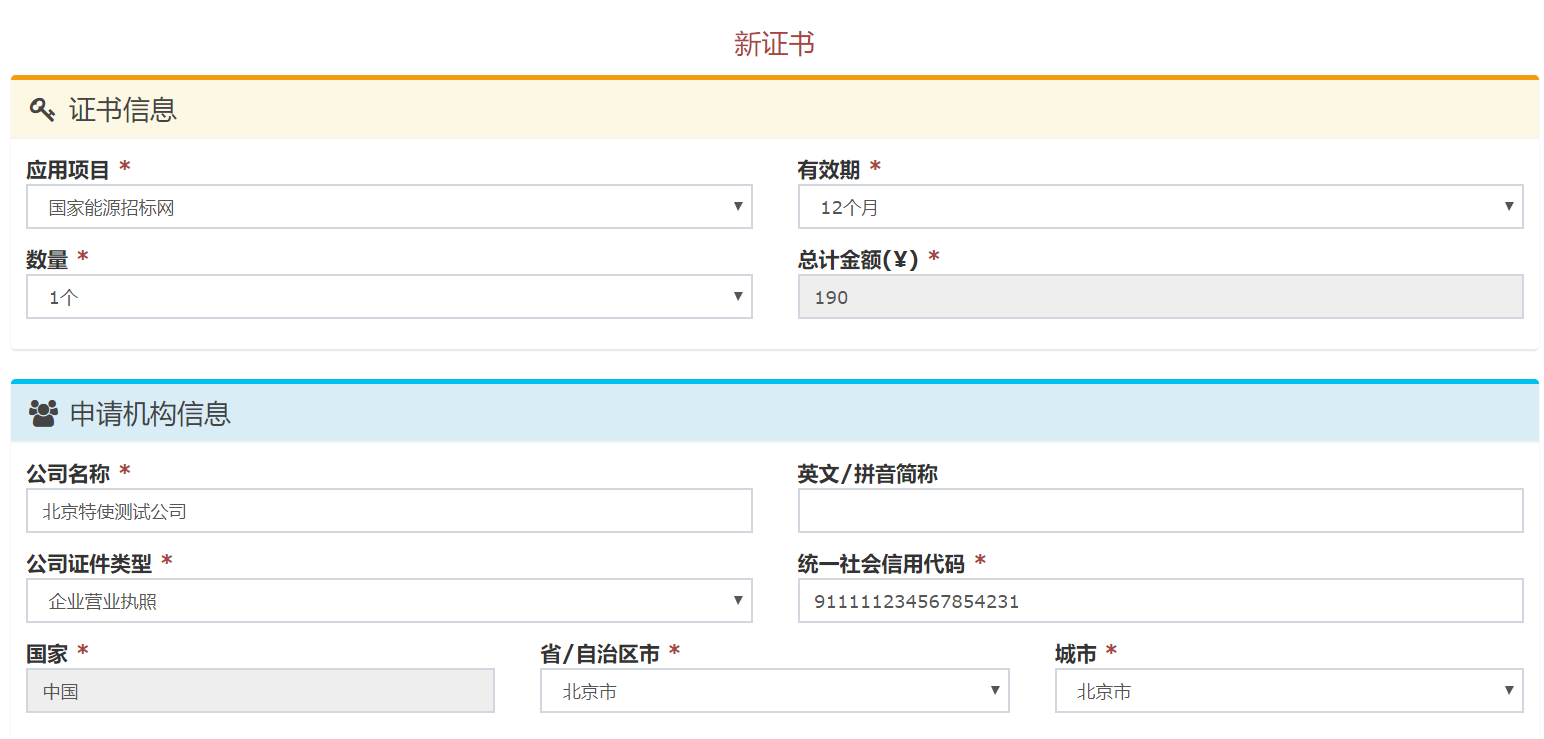 新证书
证书信息
应用项目 * 有效期 *
国家能源招标网 12个月
数量 * 总计金额(¥) *
1个 190
申请机构信息
公司名称 * 英文/拼音简称
北京特使测试公司
公司证件类型 * 统一社会信用代码 *
企业营业执照 911111234567854231
国家 * 省/自治区市 * 城市 *
中国 北京市 北京市